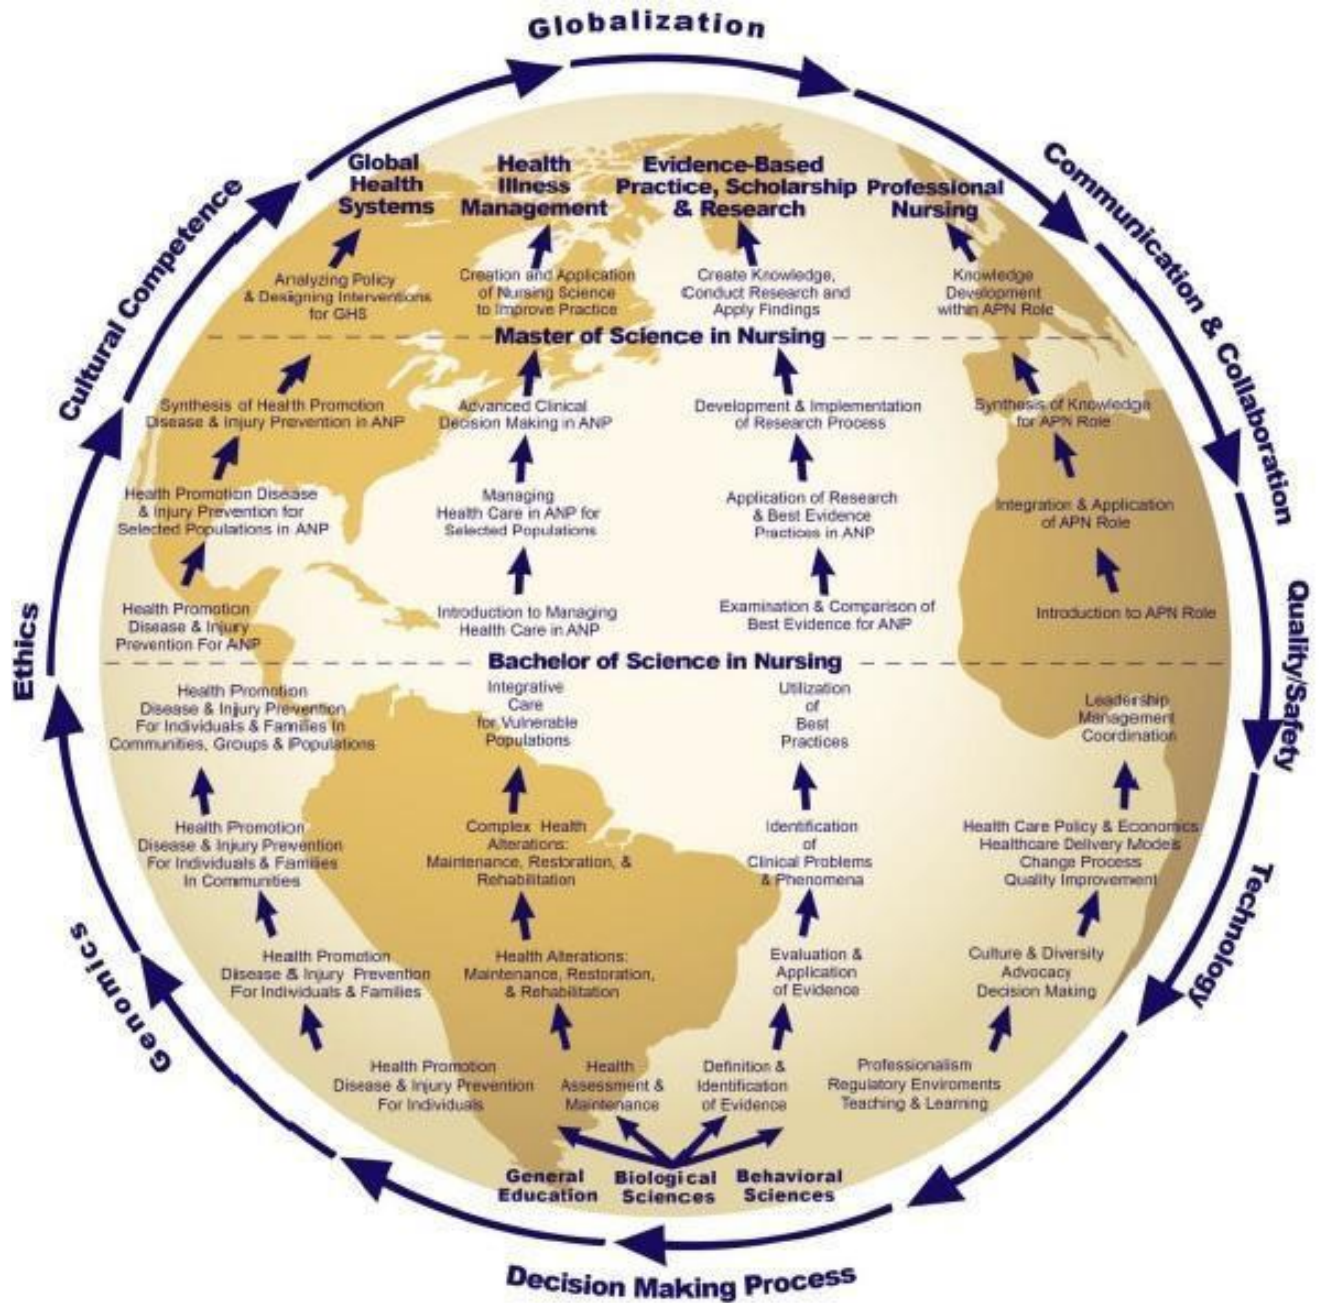 Globalization
Communication & Collaboration
Quality/Safety
Technology
Decision Making Process
Genomics
Ethics
Cultural Competence
Global
Health
Systems
Health
Illness
Management
Evidence-Based
Practice, Scholarship
& Research
Professional
Nursing
Analyzing Policy
& Designing Interventions
for GHS
Creation and Application
of Nursing Science
to Improve Practice
Create Knowledge,
Conduct Research and
Apply Findings
Knowledge
Development
within APN Role
Master of Science in Nursing
Synthesis of Health Promotion
Disease & Injury Prevention in ANP
Advanced Clinical
Decision Making in ANP
Development & Implementation
of Research Process
Synthesis of Knowledge
for APN Role
Health Promotion Disease
& Injury Prevention for
Selected Populations in ANP
Managing
Health Care in ANP for
Selected Populations
Application of Research
& Best Evidence
Practices in ANP
Integration & Application
of APN Role
Health Promotion
Disease & Injury
Prevention For ANP
Introduction to Managing
Health Care in ANP
Examination & Comparison of
Best Evidence for ANP
Introduction to APN Role
Bachelor of Science in Nursing
Health Promotion
Disease & Injury Prevention
For Individuals & Families In
Communities, Groups & Populations
Integrative
Care
for Vulnerable
Populations
Utilization
of
Best
Practices
Leadership
Management
Coordination
Health Promotion
Disease & Injury Prevention
For Individuals & Families
In Communities
Complex Health
Alterations:
Maintenance, Restoration, &
Rehabilitation
Identification
of
Clinical Problems
& Phenomena
Health Care Policy & Economics
Healthcare Delivery Models
Change Process
Quality Improvement
Health Promotion
Disease & Injury Prevention
For Individuals & Families
Health Alterations:
Maintenance, Restoration,
& Rehabilitation
Evaluation &
Application
of Evidence
Culture & Diversity
Advocacy
Decision Making
Health Promotion
Disease & Injury Prevention
For Individuals
Health
Assessment &
Maintenance
Definition &
Identification
of Evidence
Professionalism
Regulatory Enviroments
Teaching & Learning
General
Education
Biological
Sciences
Behavioral
Sciences